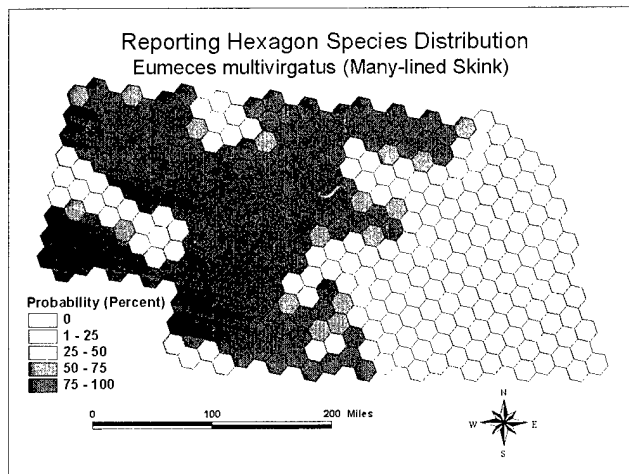 Reporting Hexagon Species Distribution
Eumeces multivirgatus (Many-lined Skink)
Probability (Percent)
0
1 - 25
25 - 50
50 - 75
75 - 100
0 100 200 Miles
N
W E
S